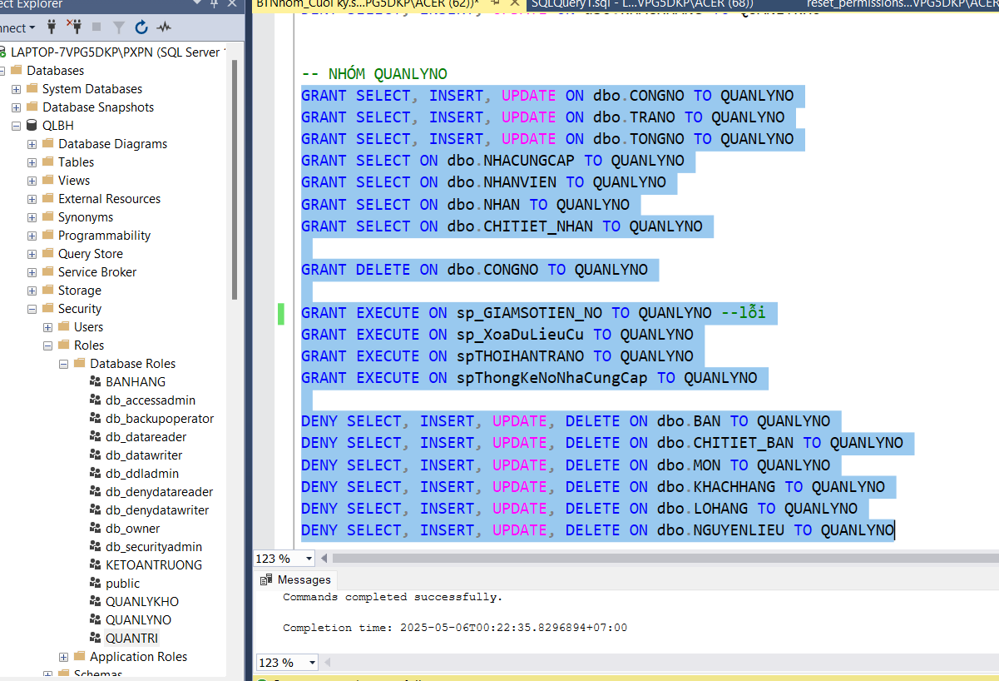 ect Explorer
nnect
LAPTOP-7VPG5DKP\PXPN (SQL Server
Databases
System Databases
Database Snapshots
QLBH
Database Diagrams
Tables
Views
External Resources
Synonyms
Programmability
Query Store
Service Broker
Storage
Security
Users
Roles
Database Roles
BANHANG
db_accessadmin
db_backupoperator
db_datareader
db_datawriter
db_ddladmin
db_denydatareader
db_denydatawriter
db_owner
db_securityadmin
KETOANTRUONG
public
QUANLYKHO
QUANLYNO
QUANTRI
Application Roles
Schemas
BTNhom_Cuoi ky.s...PG5DKP\ACER (62))*
SQLQuery1.sql - L...VPG5DKP\ACER (68))
reset_permissions...VPG5DKP\ACER
DENY SELECT, INSERT, UPDATE, DELETE ON dbo.KHACHHANG TO QUANLYKHO
-- NHÓM QUANLYNO
GRANT SELECT, INSERT, UPDATE ON dbo.CONGNO TO QUANLYNO
GRANT SELECT, INSERT, UPDATE ON dbo.TRANO TO QUANLYNO
GRANT SELECT, INSERT, UPDATE ON dbo.TONGNO TO QUANLYNO
GRANT SELECT ON dbo.NHACUNGCAP TO QUANLYNO
GRANT SELECT ON dbo.NHANVIEN TO QUANLYNO
GRANT SELECT ON dbo.NHAN TO QUANLYNO
GRANT SELECT ON dbo.CHITIET_NHAN TO QUANLYNO
GRANT DELETE ON dbo.CONGNO TO QUANLYNO
GRANT EXECUTE ON sp_GIAMSOTIEN_NO TO QUANLYNO --lỗi
GRANT EXECUTE ON sp_XoaDuLieuCu TO QUANLYNO
GRANT EXECUTE ON spTHOIHANTRANO TO QUANLYNO
GRANT EXECUTE ON spThongKeNoNhaCungCap TO QUANLYNO
DENY SELECT, INSERT, UPDATE, DELETE ON dbo.BAN TO QUANLYNO
DENY SELECT, INSERT, UPDATE, DELETE ON dbo.CHITIET_BAN TO QUANLYNO
DENY SELECT, INSERT, UPDATE, DELETE ON dbo.MON TO QUANLYNO
DENY SELECT, INSERT, UPDATE, DELETE ON dbo.KHACHHANG TO QUANLYNO
DENY SELECT, INSERT, UPDATE, DELETE ON dbo.LOHANG TO QUANLYNO
DENY SELECT, INSERT, UPDATE, DELETE ON dbo.NGUYENLIEU TO QUANLYNO
123 %
Messages
Commands completed successfully.
Completion time: 2025-05-06T00:22:35.8296894+07:00
123 %